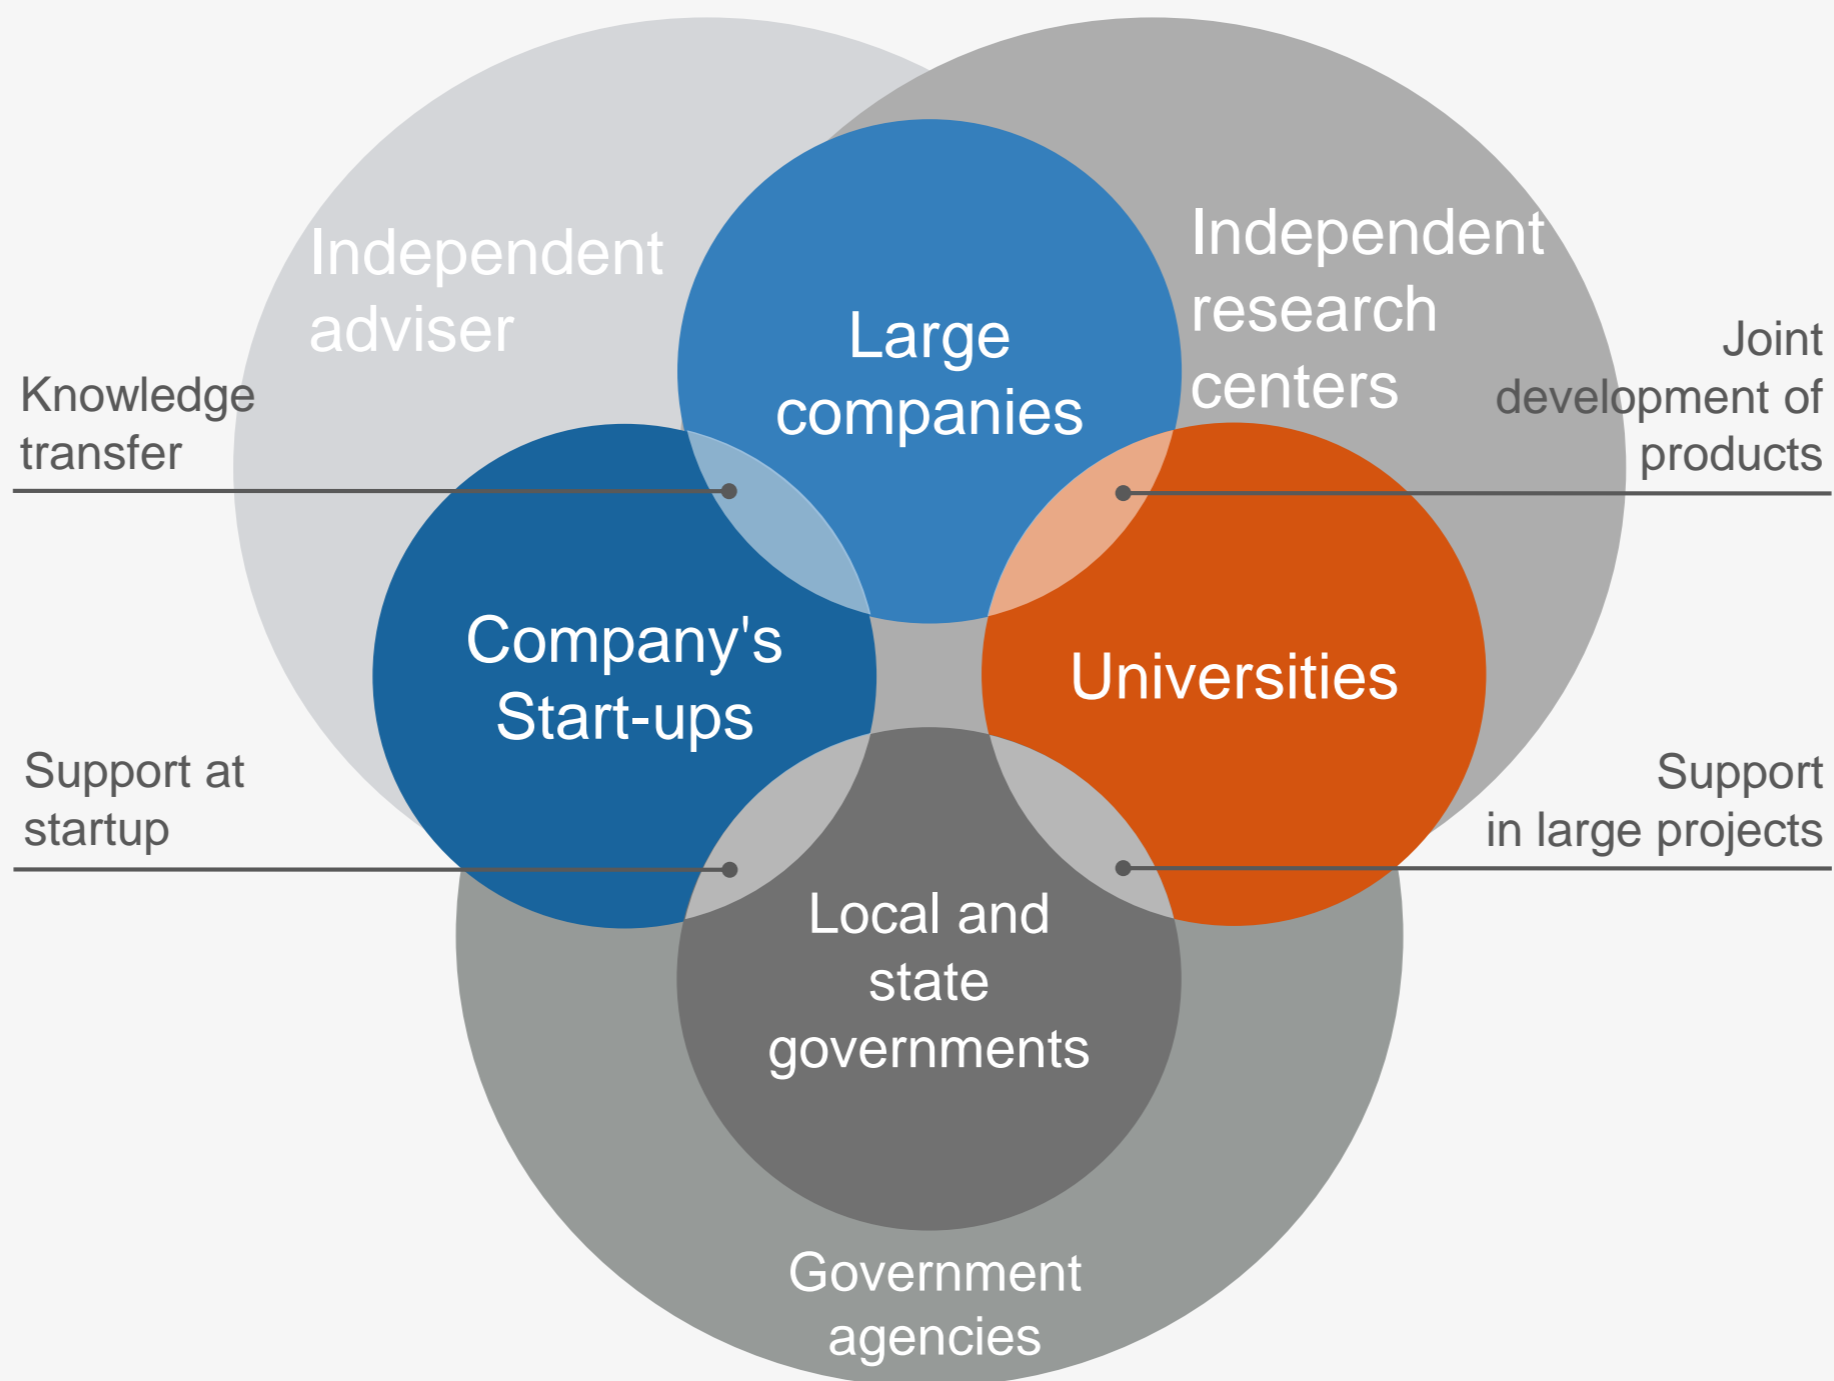 Independent
adviser
Large
companies
Independent
research
centers
Knowledge
transfer
Joint
development of
products
Company's
Start-ups
Universities
Support at
startup
Support
in large projects
Local and
state
governments
Government
agencies